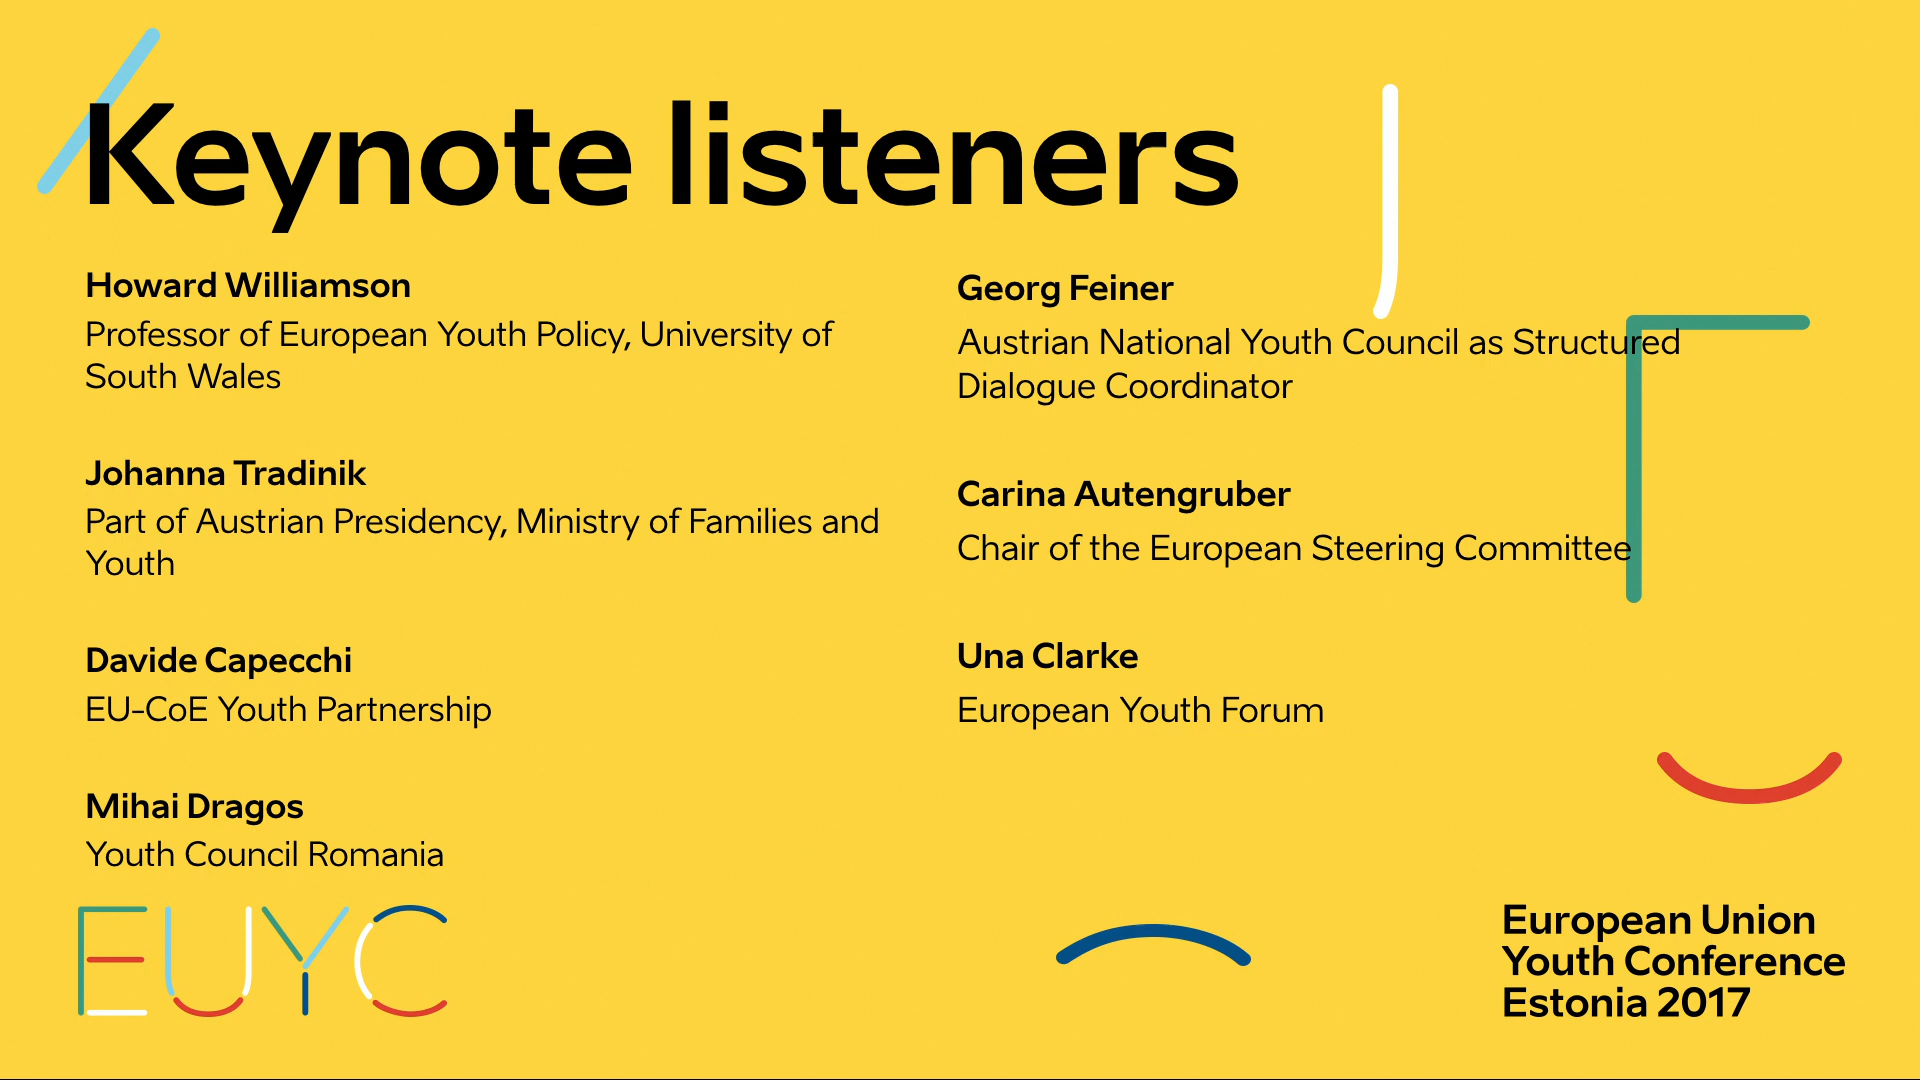 Keynote listeners
Howard Williamson
Professor of European Youth Policy, University of
South Wales
Johanna Tradinik
Part of Austrian Presidency, Ministry of Families and
Youth
Davide Capecchi
EU-CoE Youth Partnership
Mihai Dragos
Youth Council Romania
Georg Feiner
Austrian National Youth Council as Structured
Dialogue Coordinator
Carina Autengruber
Chair of the European Steering Committee
Una Clarke
European Youth Forum
EUYC
European Union
Youth Conference
Estonia 2017